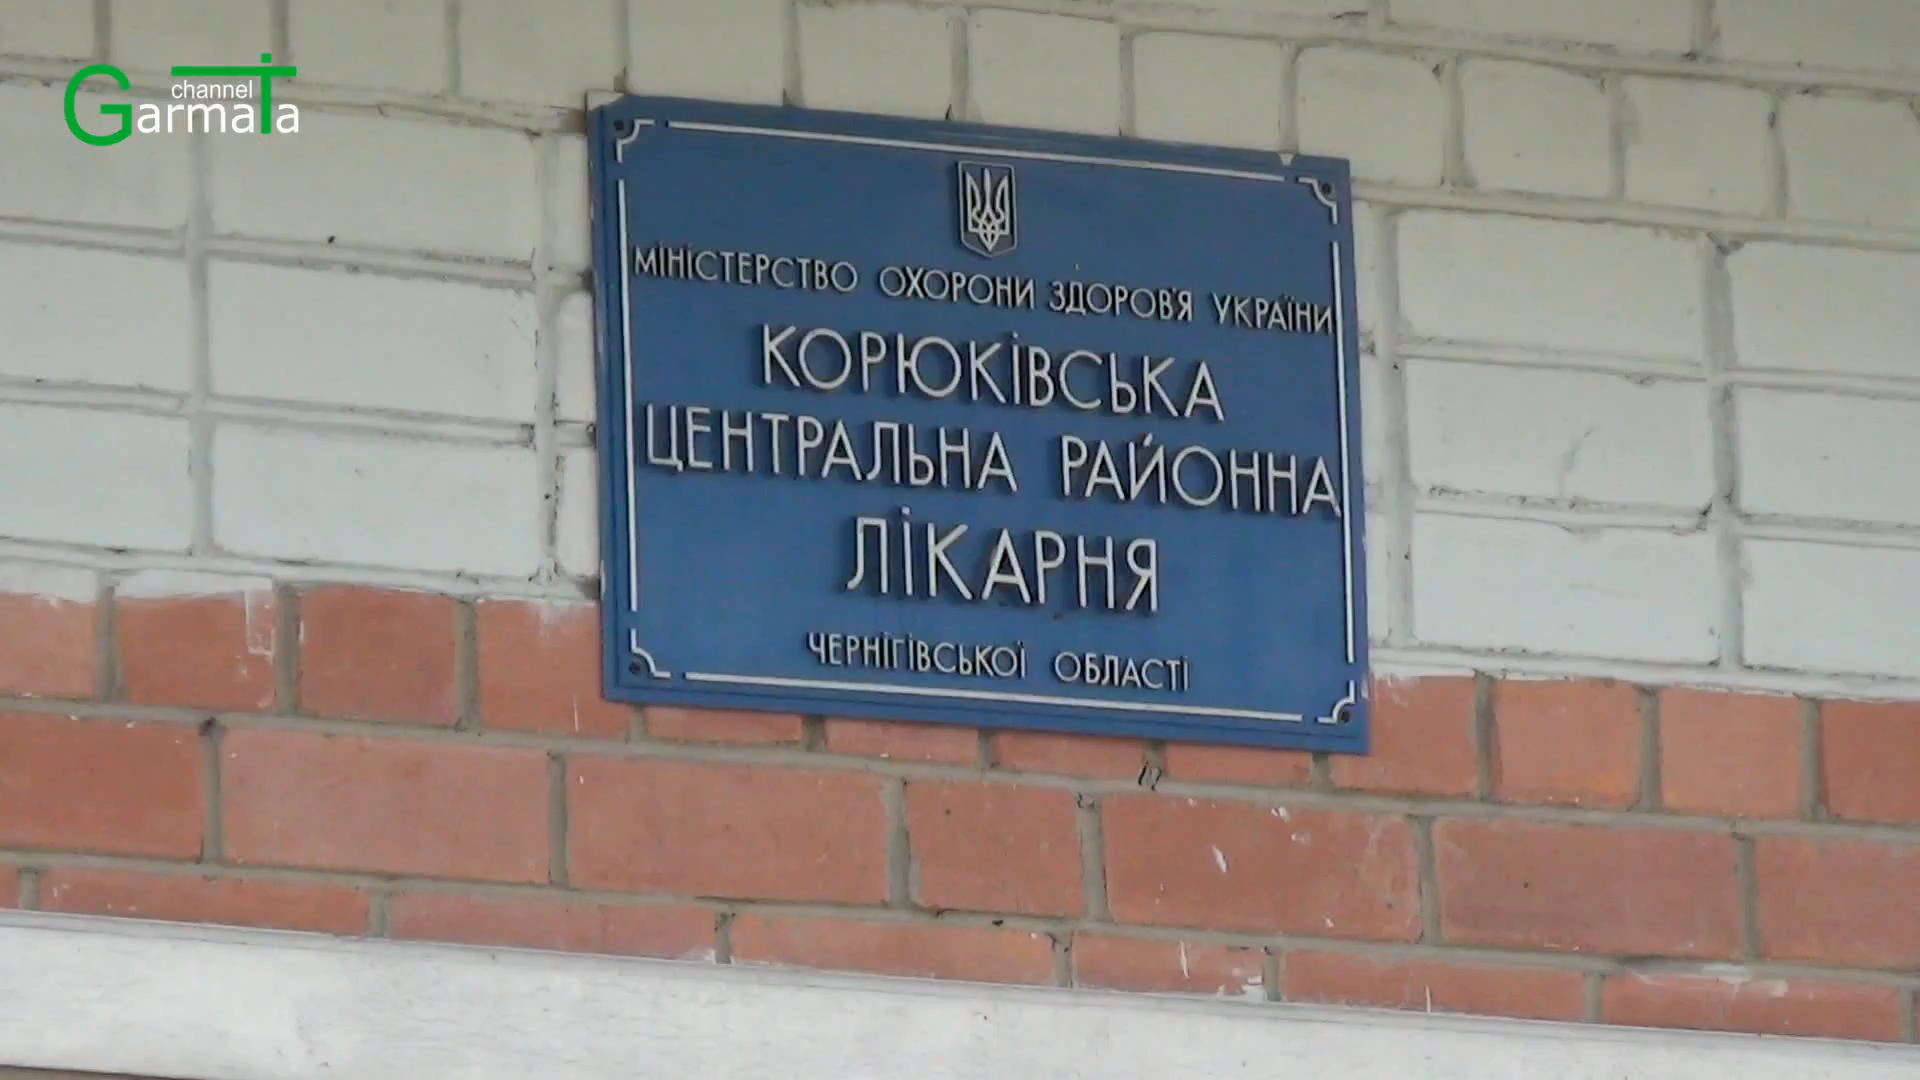 channel
Garmata
МІНІСТЕРСТВО ОХОРОНИ ЗДОРОВ'Я УКРАЇНИ
КОРЮКІВСЬКА
ЦЕНТРАЛЬНА РАЙОННА
ЛІКАРНЯ
ЧЕРНІГІВСЬКОЇ ОБЛАСТІ